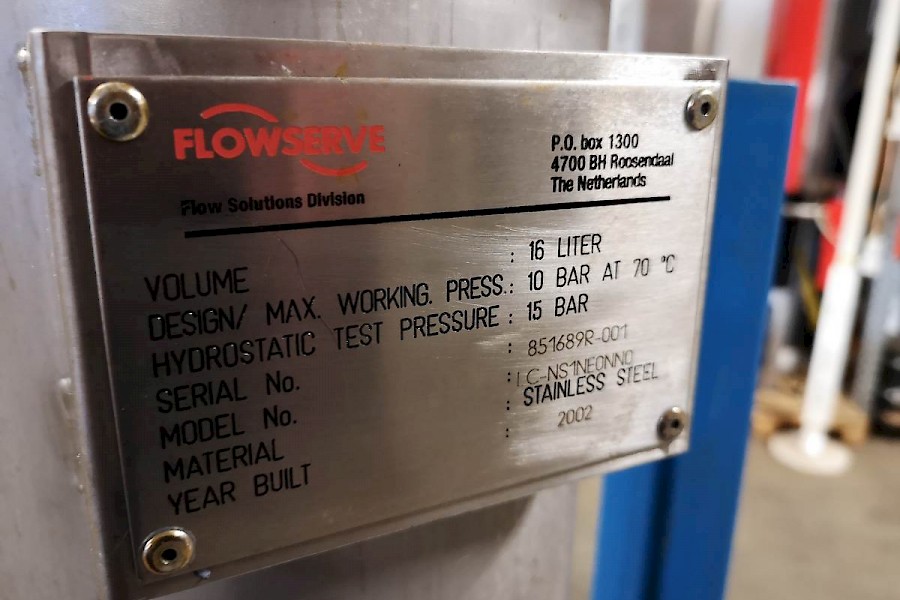 FLOWSERVE
Flow Solutions Division
P.O. box 1300
4700 BH Roosendaal
The Netherlands
VOLUME : 16 LITER
DESIGN/ MAX. WORKING. PRESS.: 10 BAR AT 70 °C
HYDROSTATIC TEST PRESSURE : 15 BAR
SERIAL No. : 851689R-001
MODEL No. : LC-NS1NE0NN0
MATERIAL : STAINLESS STEEL
YEAR BUILT : 2002